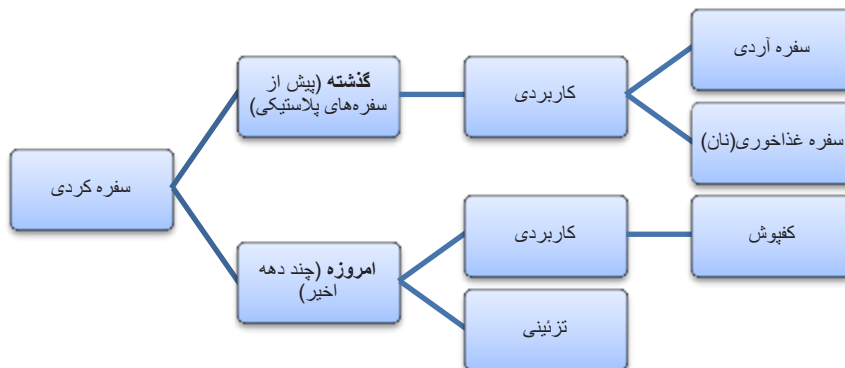 سفره کردی
گذشته (پیش از
سفره‌های پلاستیکی)
کاربردی
سفره آردی
سفره غذاخوری(نان)
امروزه (چند دهه
اخیر)
کاربردی
کفپوش
تزئینی